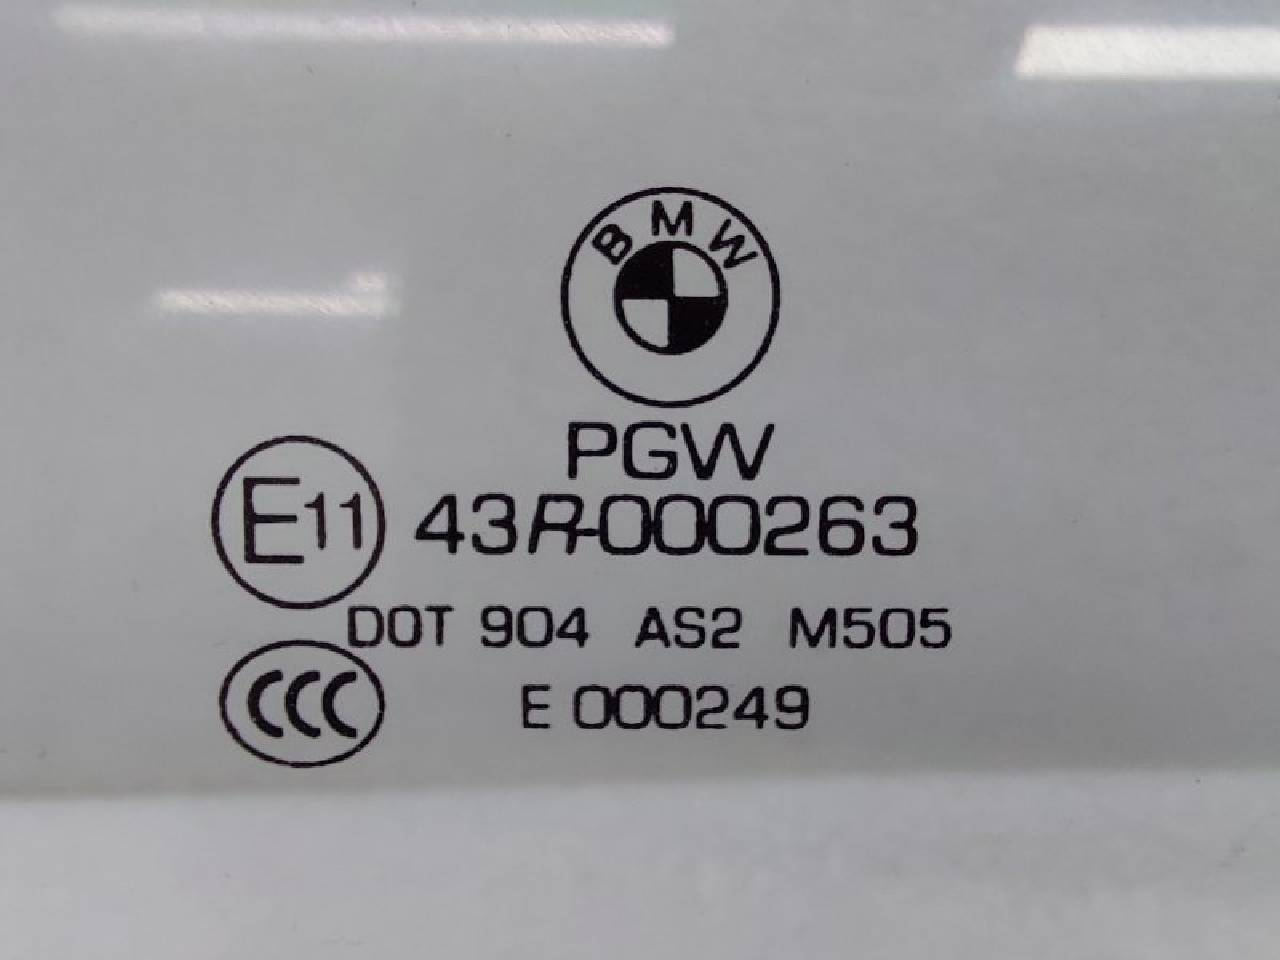 BMW
PGW
E11 43R-000263
DOT 904 AS2 M505
CCC E 000249